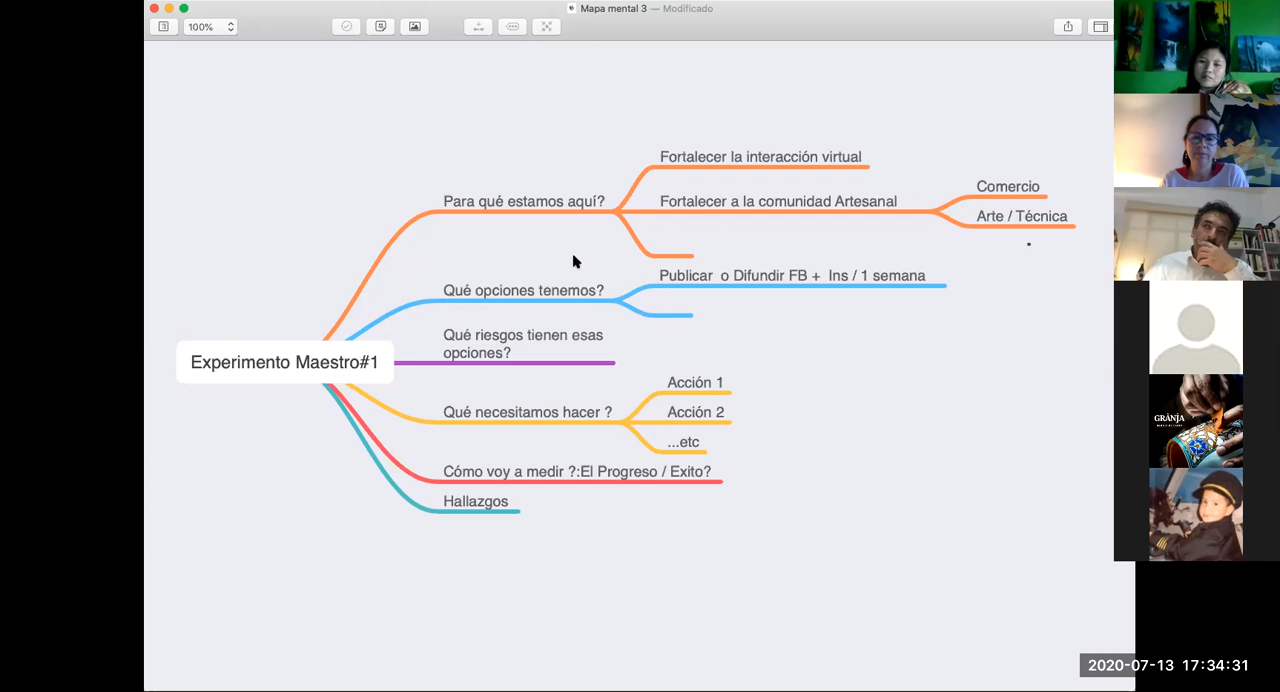 Mapa mental 3 — Modificado
100%
Fortalecer la interacción virtual
Comercio
Para qué estamos aquí?
Fortalecer a la comunidad Artesanal
Arte / Técnica
Publicar o Difundir FB + Ins / 1 semana
Qué opciones tenemos?
Qué riesgos tienen esas
opciones?
Experimento Maestro#1
Acción 1
Qué necesitamos hacer ?
Acción 2
...etc
Cómo voy a medir ?:El Progreso / Exito?
Hallazgos
GRANJA
2020-07-13 17:34:31